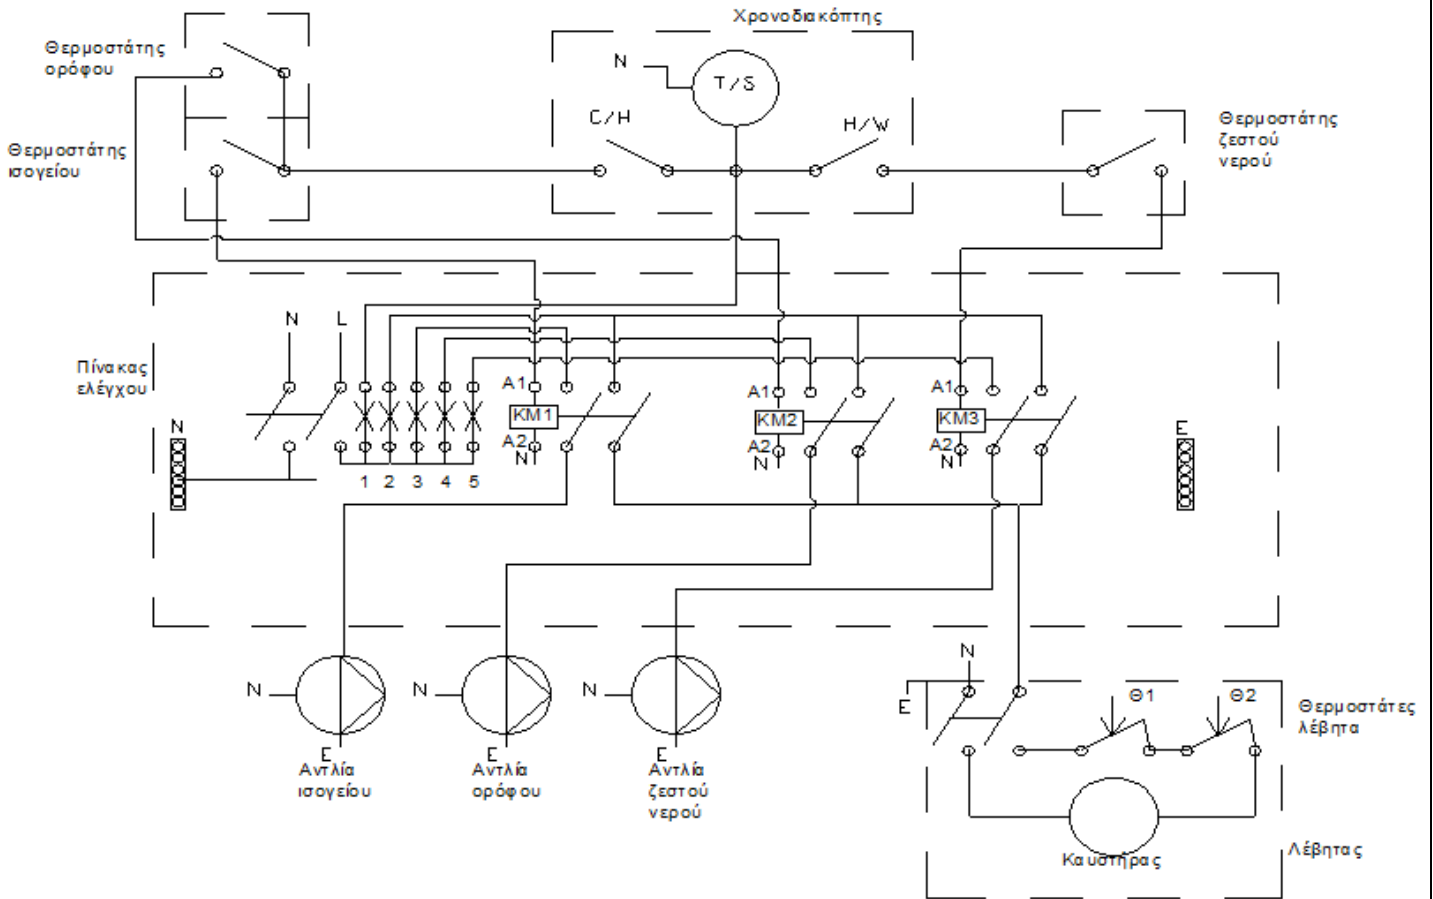 Χρονοδιακόπτης
Θερμοστάτης
ορόφου
N
T/S
C/H
H/W
Θερμοστάτης
ζεστού
νερού
Θερμοστάτης
ισογείου
N
L
Πίνακας
ελέγχου
A1
KM1
A2
N
A1
KM2
A2
N
A1
KM3
A2
N
N
E
1 2 3 4 5
N
N
N
N
E
E
E
E
Θ1
Θ2
Θερμοστάτες
λέβητα
Αντλία
ισογείου
Αντλία
ορόφου
Αντλία
ζεστού
νερού
Καυστήρας
Λέβητας